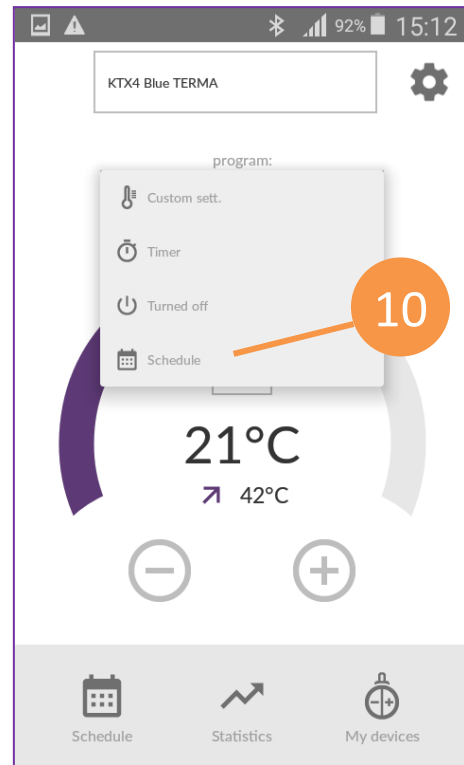 92% 15:12
KTX4 Blue TERMA
program:
Custom sett.
Timer
Turned off
10
Schedule
21°C
42°C
Schedule Statistics My devices